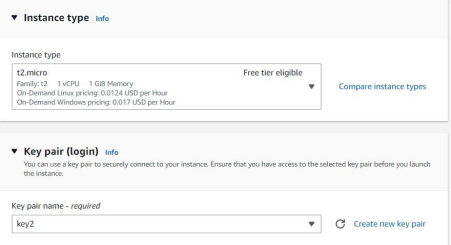 Instance type Info
Instance type
t2.micro Free tier eligible
Family: t2 1 vCPU 1 GiB Memory
On-Demand Linux pricing: 0.0124 USD per Hour
On-Demand Windows pricing: 0.017 USD per Hour
Compare instance types
Key pair (login) Info
You can use a key pair to securely connect to your instance. Ensure that you have access to the selected key pair before you launch
the instance.
Key pair name - required
key2
Create new key pair